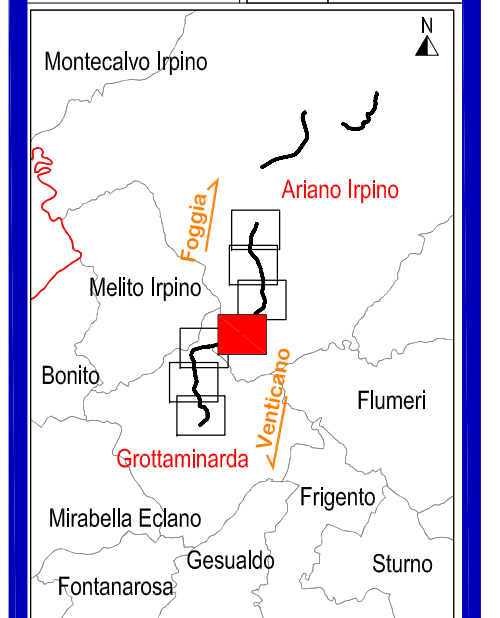 N
Montecalvo Irpino
Ariano Irpino
Foggia
Melito Irpino
Bonito
Venticano
Flumeri
Grottaminarda
Frigento
Mirabella Eclano
Gesualdo
Sturno
Fontanarosa